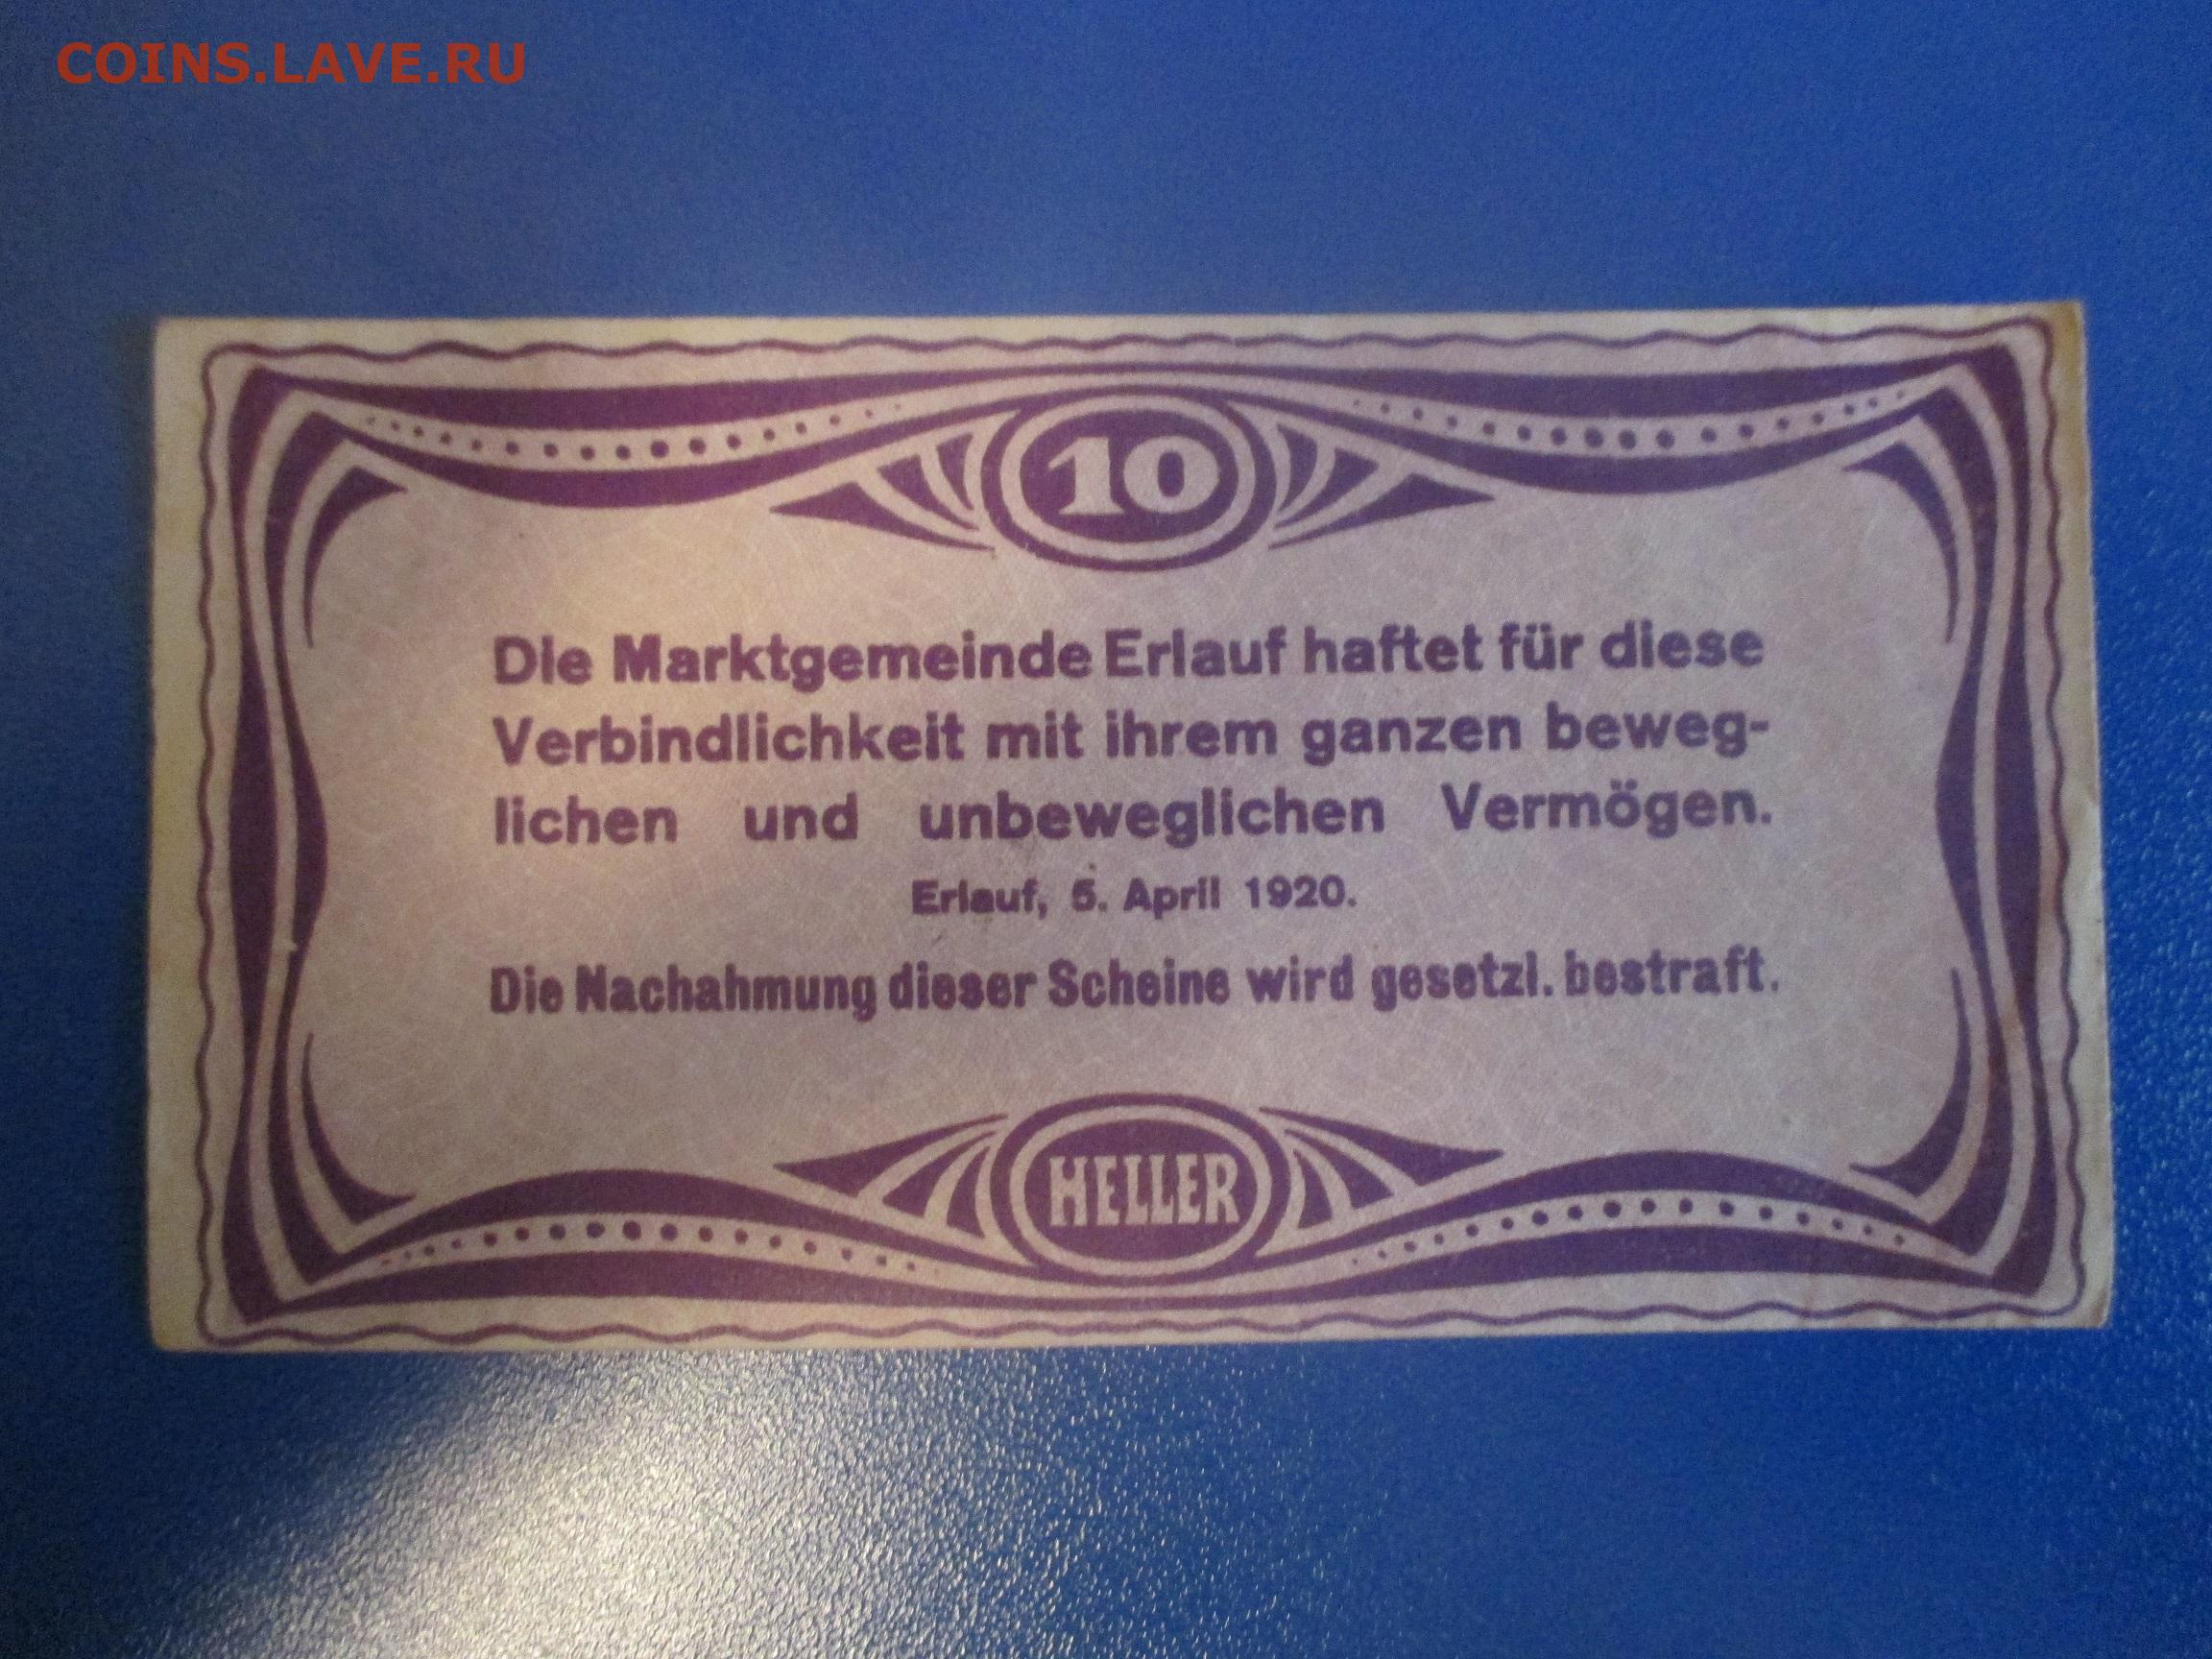 COINS.LAVE.RU
10
Die Marktgemeinde Erlauf haftet für diese
Verbindlichkeit mit ihrem ganzen beweg-
lichen und unbeweglichen Vermögen.
Erlauf, 5. April 1920.
Die Nachahmung dieser Scheine wird gesetzl. bestraft.
HELLER